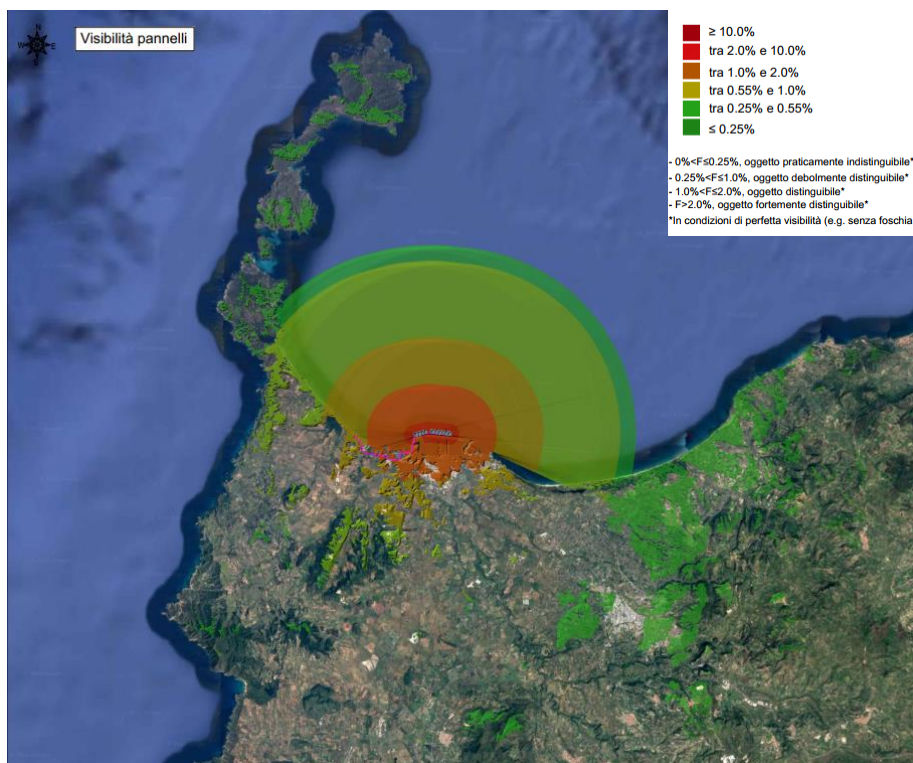 N
W E
S
Visibilità pannelli
≥ 10.0%
tra 2.0% e 10.0%
tra 1.0% e 2.0%
tra 0.55% e 1.0%
tra 0.25% e 0.55%
≤ 0.25%
- 0%<F≤0.25%, oggetto praticamente indistinguibile*
- 0.25%<F≤1.0%, oggetto debolmente distinguibile*
- 1.0%<F≤2.0%, oggetto distinguibile*
- F>2.0%, oggetto fortemente distinguibile*
*In condizioni di perfetta visibilità (e.g. senza foschia